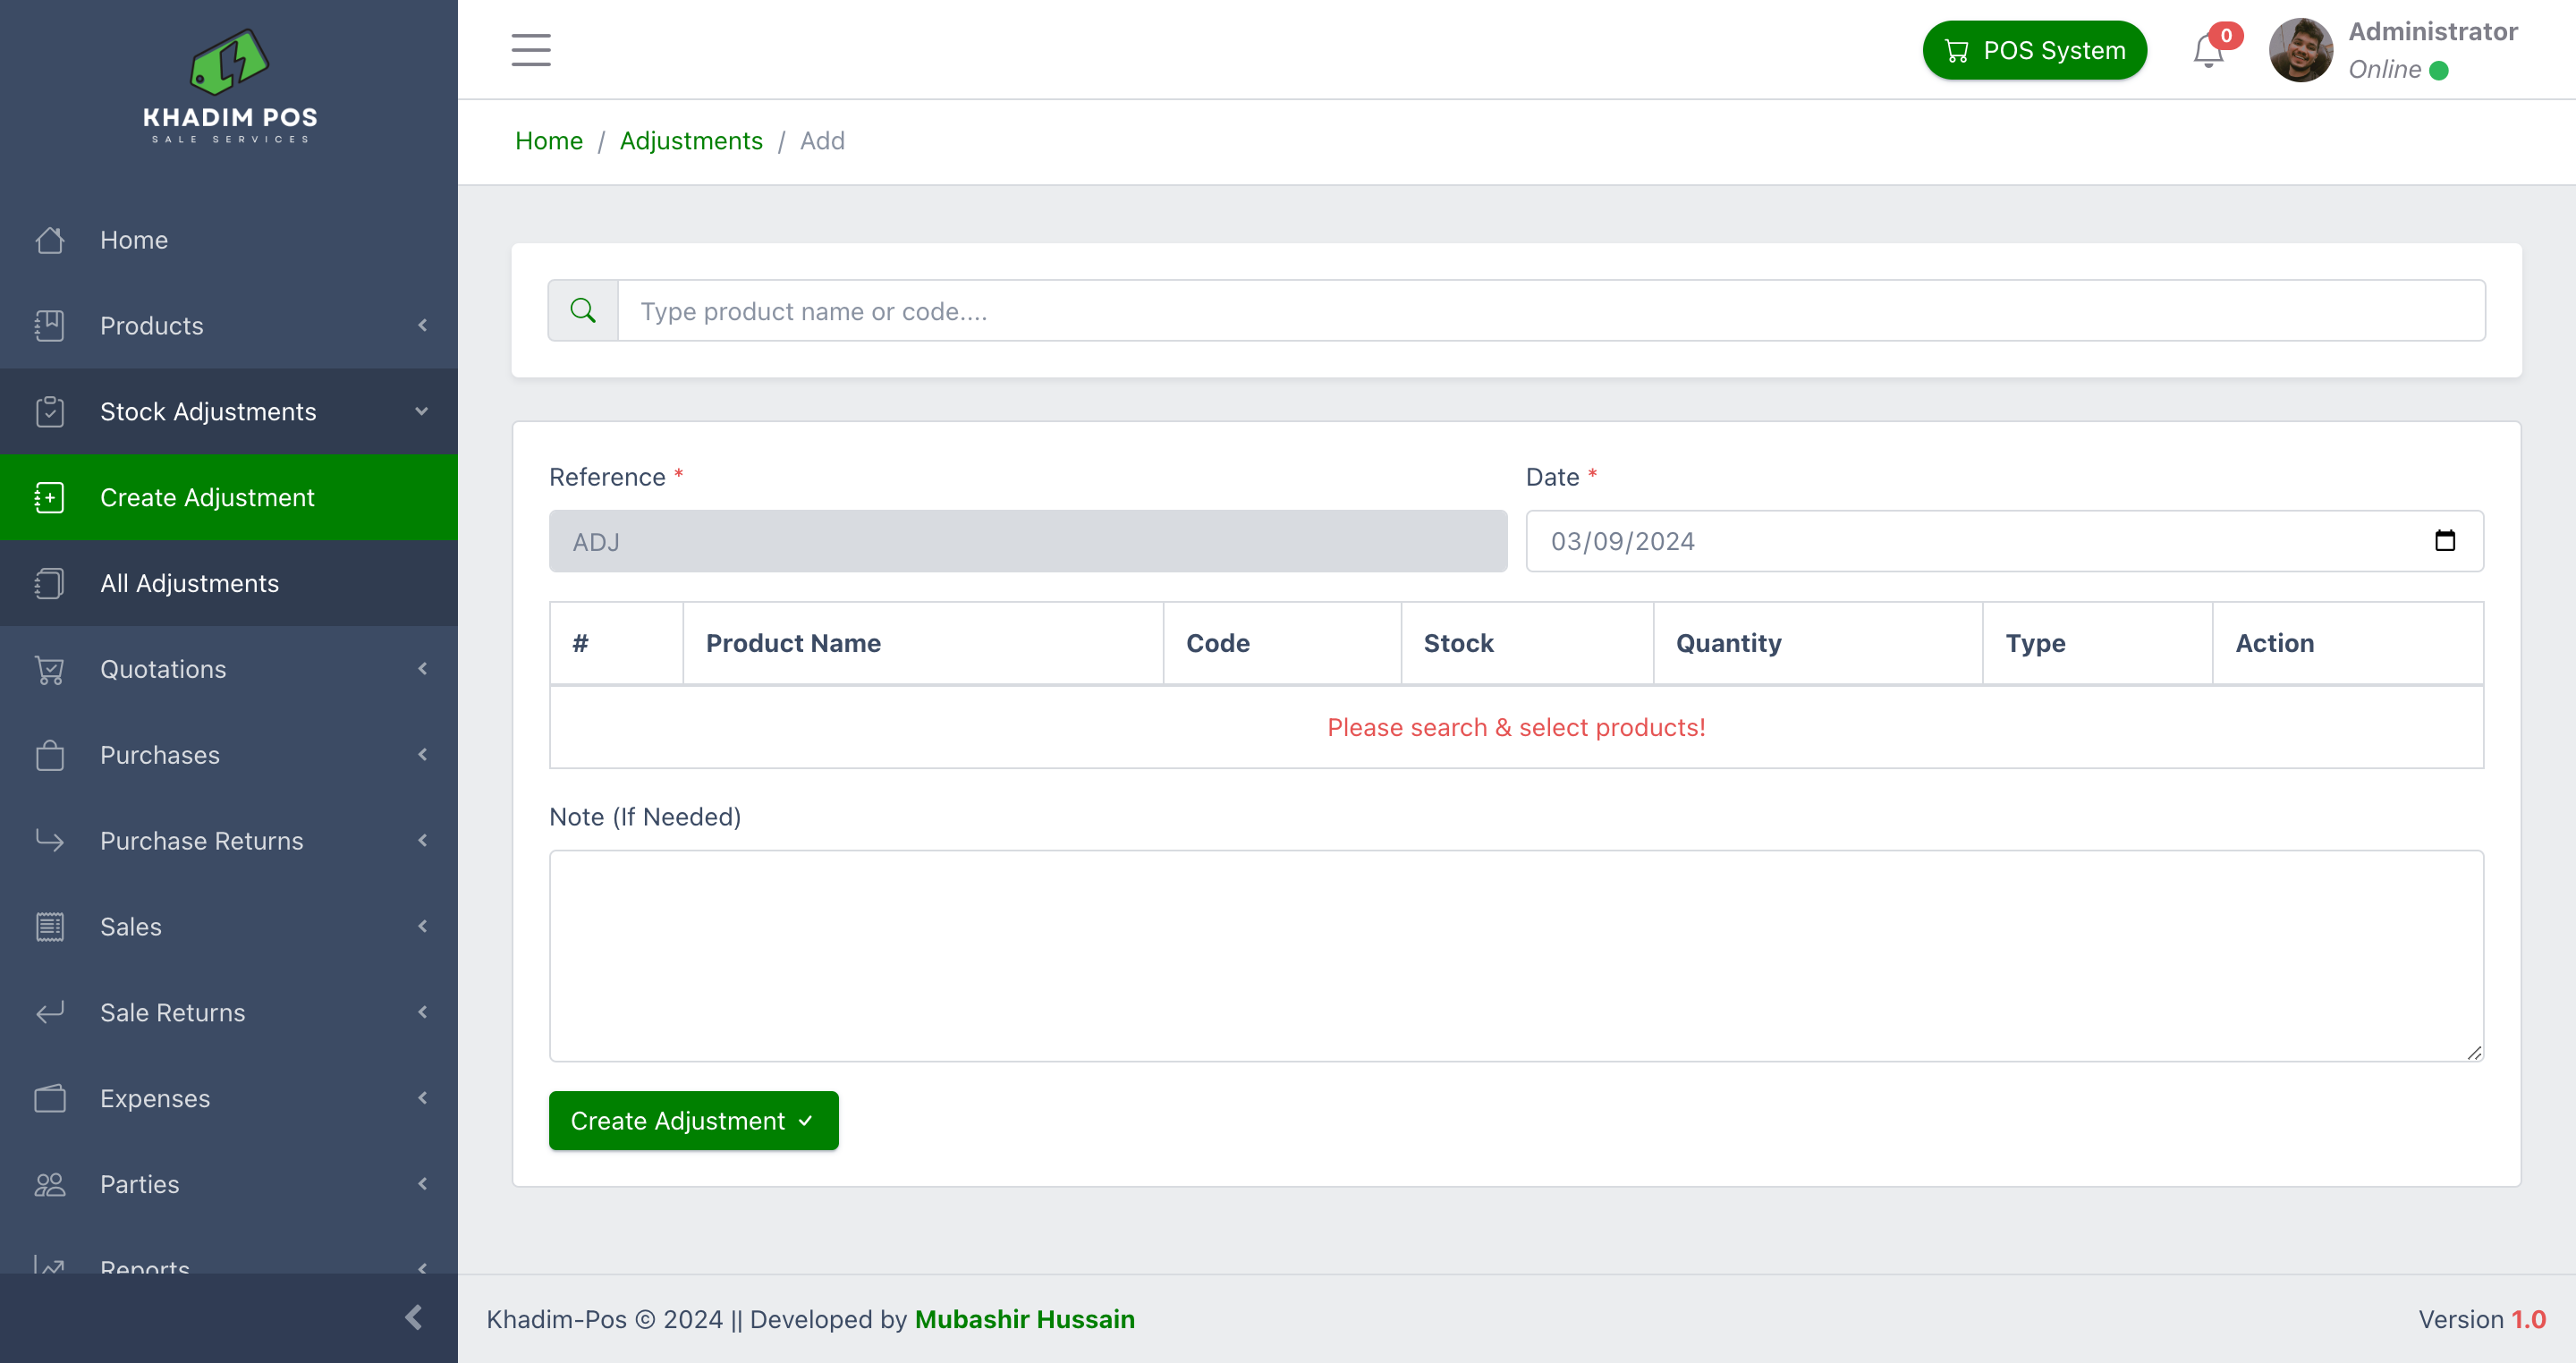 KHADIM POS
SALE SERVICES
Home
Products
Stock Adjustments
Create Adjustment
All Adjustments
Quotations
Purchases
Purchase Returns
Sales
Sale Returns
Expenses
Parties
Reports
POS System
0
Administrator
Online
Home / Adjustments / Add
Type product name or code....
Reference *
Date *
ADJ
03/09/2024
# Product Name Code Stock Quantity Type Action
Please search & select products!
Note (If Needed)
Create Adjustment
Khadim-Pos © 2024 || Developed by Mubashir Hussain
Version 1.0